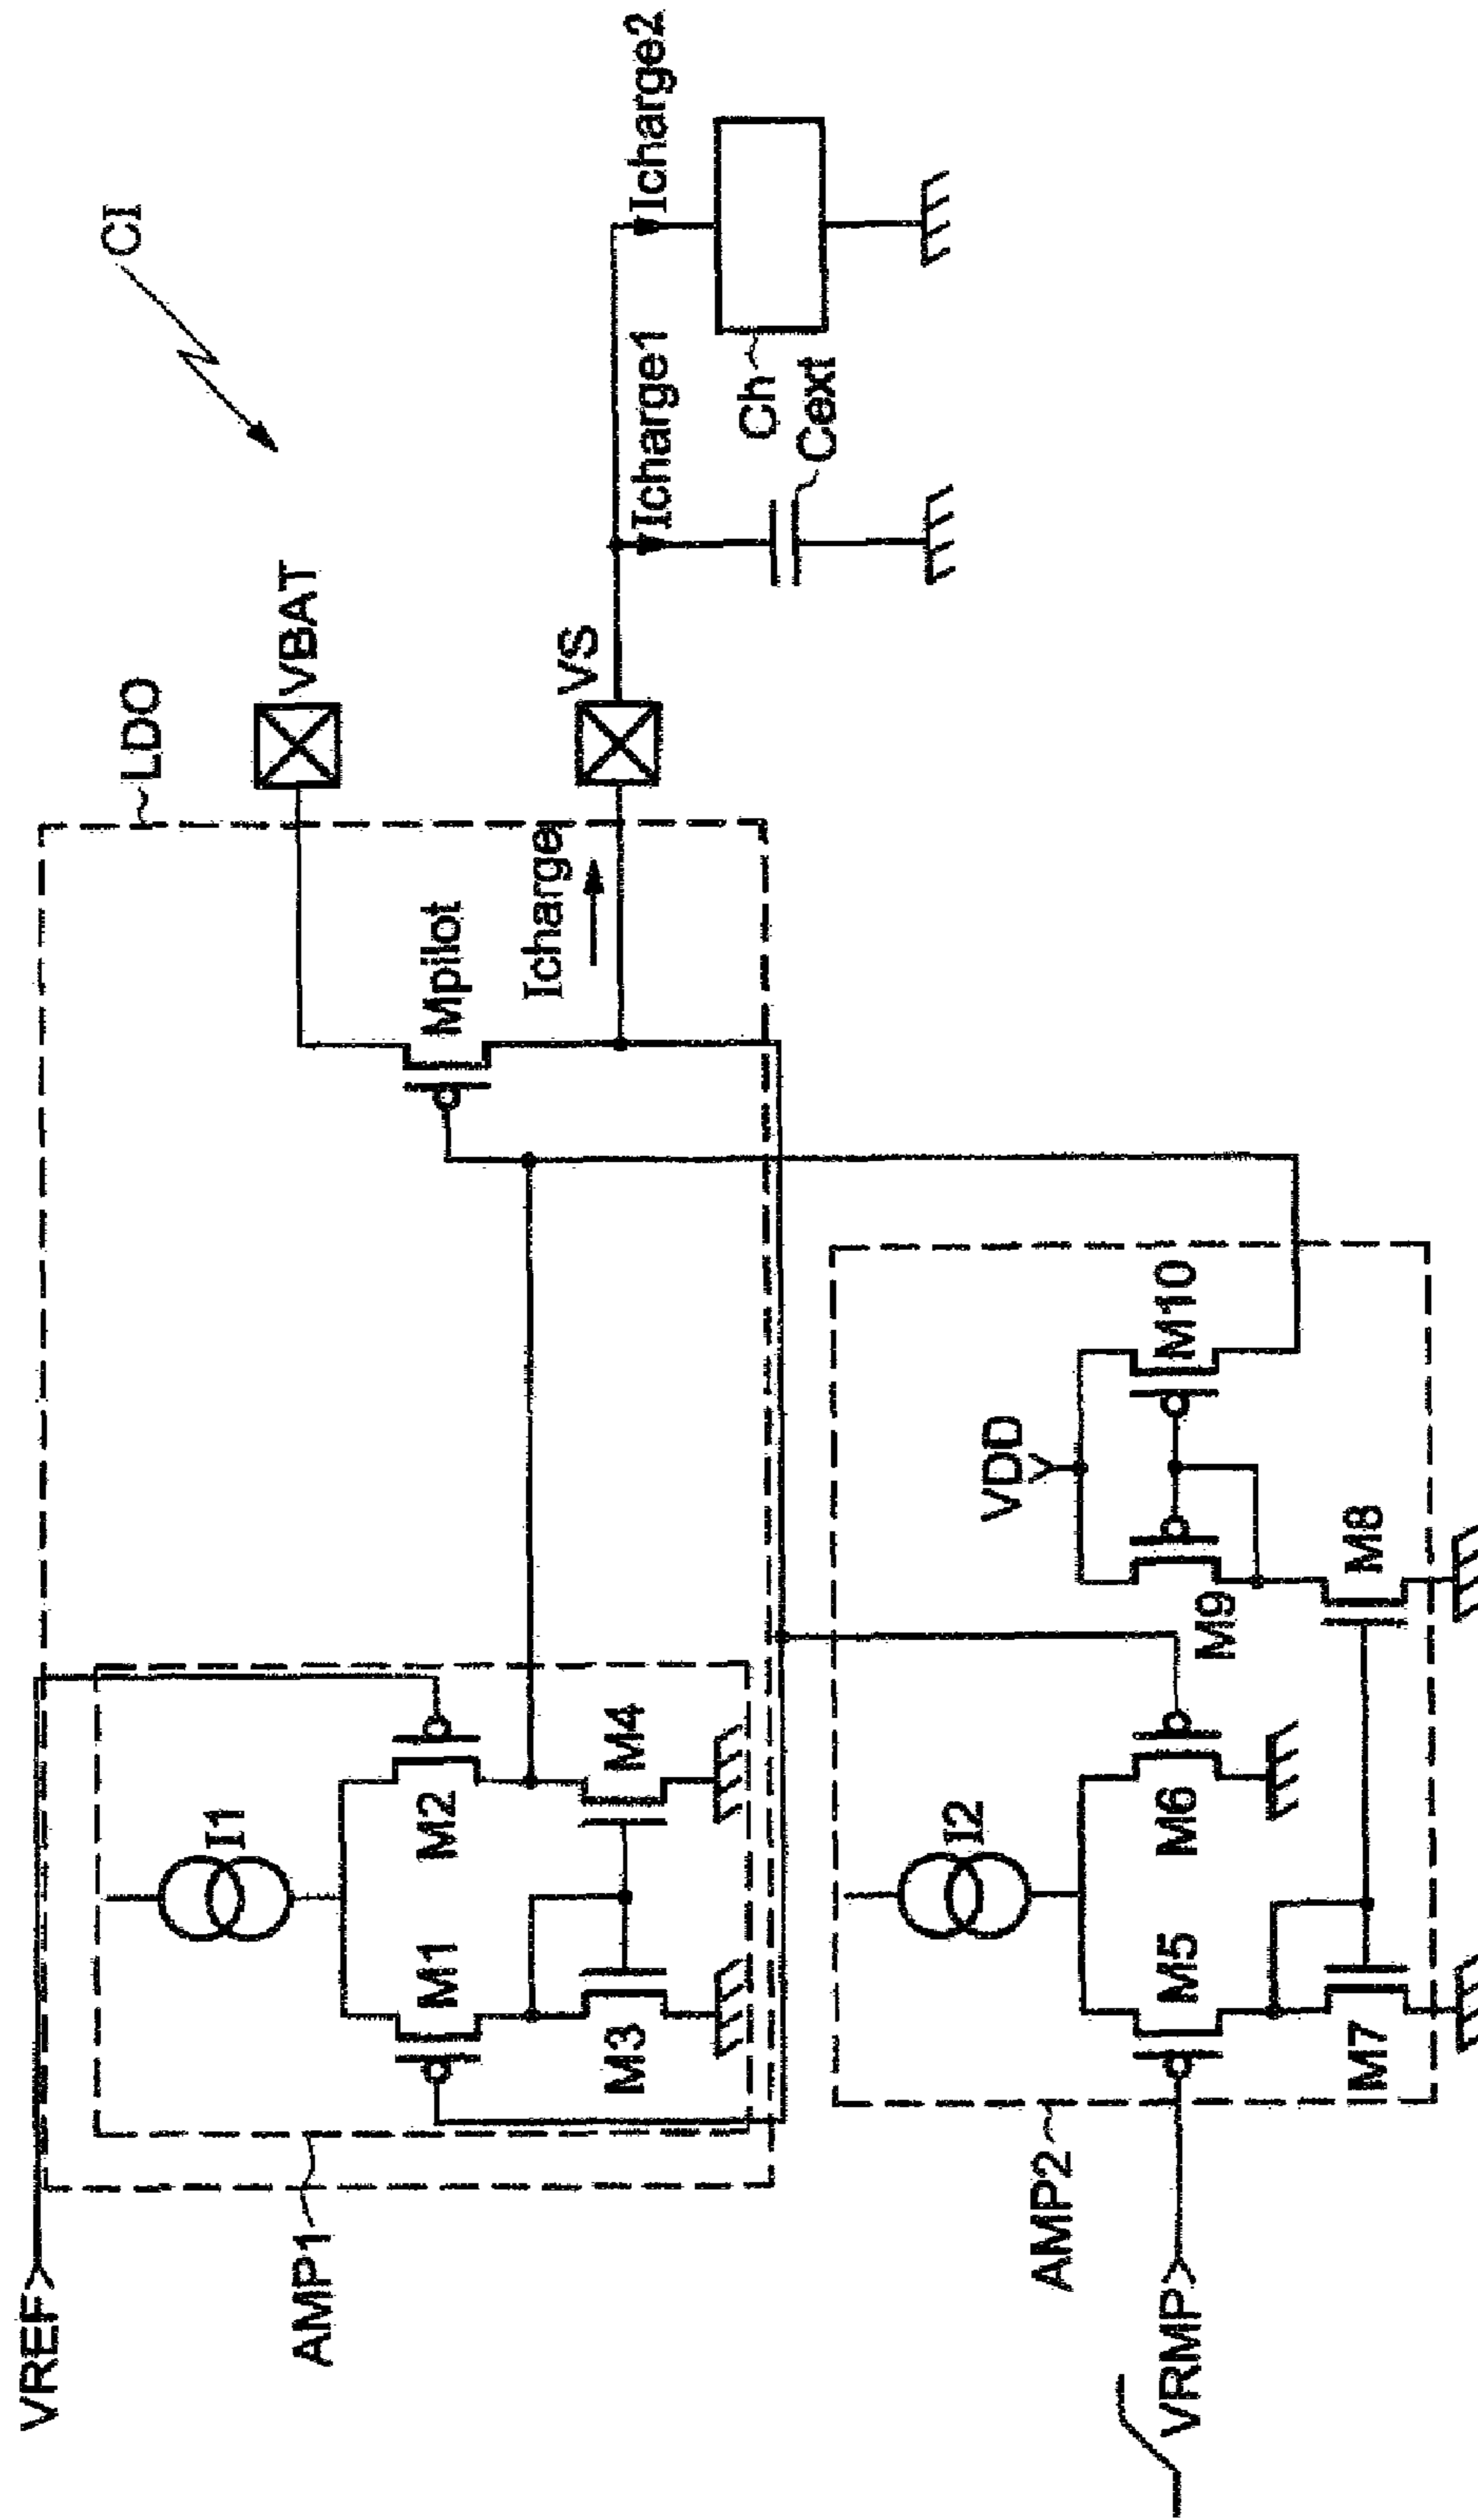 CI
LDO
VBAT
VREF
Mpilot
Icharge
VS
Icharge1
Icharge2
Ch
Cext
AMP1
I1
M1
M2
M3
M4
AMP2
VDD
I2
M5
M6
M9
M10
VRMP
M7
M8